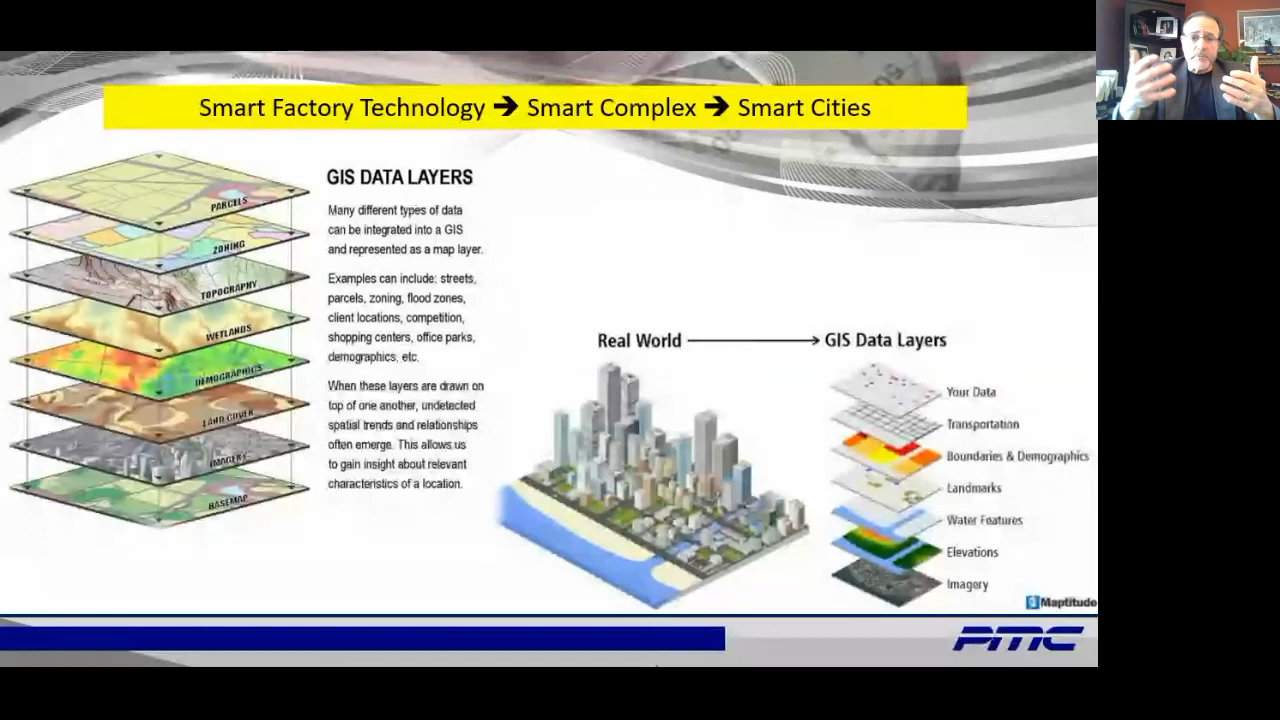 Smart Factory Technology → Smart Complex → Smart Cities
GIS DATA LAYERS
Many different types of data
can be integrated into a GIS
and represented as a map layer.
Examples can include: streets,
parcels, zoning, flood zones,
client locations, competition,
shopping centers, office parks,
demographics, etc.
When these layers are drawn on
top of one another, undetected
spatial trends and relationships
often emerge. This allows us
to gain insight about relevant
characteristics of a location.
PARCELS
ZONING
TOPOGRAPHY
WETLANDS
DEMOGRAPHICS
LAND COVER
IMAGERY
BASEMAP
Real World → GIS Data Layers
Your Data
Transportation
Boundaries & Demographics
Landmarks
Water Features
Elevations
Imagery
Maptitude
PMC